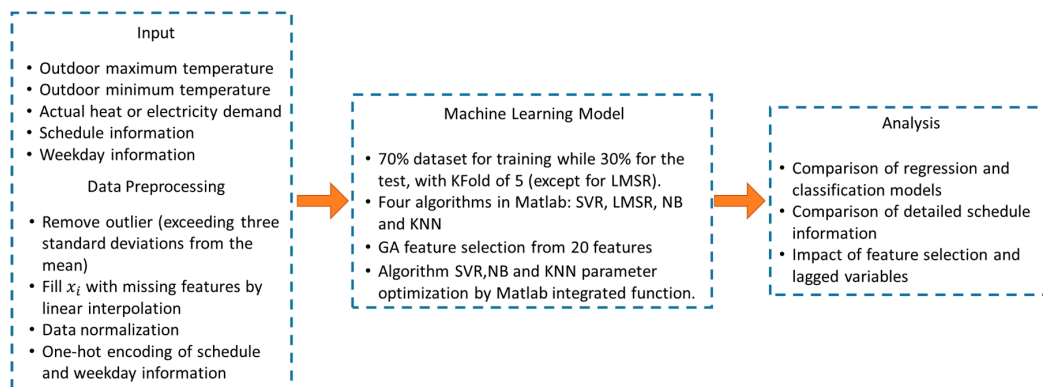 Input
• Outdoor maximum temperature
• Outdoor minimum temperature
• Actual heat or electricity demand
• Schedule information
• Weekday information
Data Preprocessing
• Remove outlier (exceeding three
standard deviations from the
mean)
• Fill x_i with missing features by
linear interpolation
• Data normalization
• One-hot encoding of schedule
and weekday information
Machine Learning Model
• 70% dataset for training while 30% for the
test, with KFold of 5 (except for LMSR).
• Four algorithms in Matlab: SVR, LMSR, NB
and KNN
• GA feature selection from 20 features
• Algorithm SVR,NB and KNN parameter
optimization by Matlab integrated function.
Analysis
• Comparison of regression and
classification models
• Comparison of detailed schedule
information
• Impact of feature selection and
lagged variables